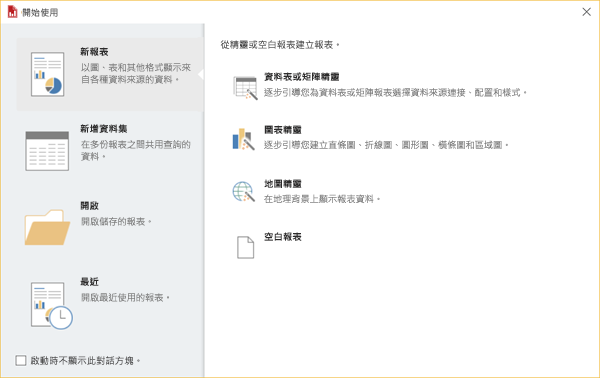 開始使用
新報表
以圖、表和其他格式顯示來
自各種資料來源的資料。
新增資料集
在多份報表之間共用查詢的
資料。
開啟
開啟儲存的報表。
最近
開啟最近使用的報表。
啟動時不顯示此對話方塊。
從精靈或空白報表建立報表。
資料表或矩陣精靈
逐步引導您為資料表或矩陣報表選擇資料來源連接、配置和樣式。
圖表精靈
逐步引導您建立直條圖、折線圖、圓形圖、橫條圖和區域圖。
地圖精靈
在地理背景上顯示報表資料。
空白報表